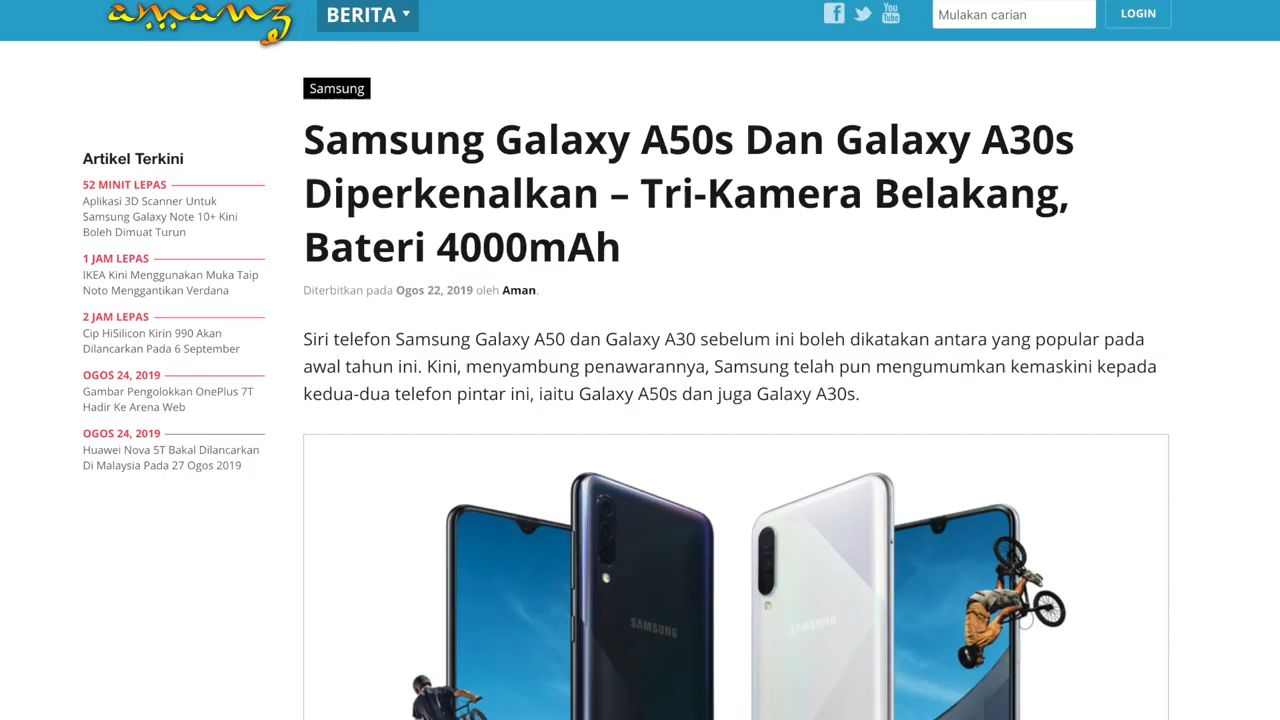 amanz
BERITA
You
Tube
Mulakan carian
LOGIN
Samsung
Samsung Galaxy A50s Dan Galaxy A30s
Diperkenalkan – Tri-Kamera Belakang,
Bateri 4000mAh
Diterbitkan pada Ogos 22, 2019 oleh Aman.
Artikel Terkini
52 MINIT LEPAS
Aplikasi 3D Scanner Untuk
Samsung Galaxy Note 10+ Kini
Boleh Dimuat Turun
1 JAM LEPAS
IKEA Kini Menggunakan Muka Taip
Noto Menggantikan Verdana
2 JAM LEPAS
Cip HiSilicon Kirin 990 Akan
Dilancarkan Pada 6 September
OGOS 24, 2019
Gambar Pengolokkan OnePlus 7T
Hadir Ke Arena Web
OGOS 24, 2019
Huawei Nova 5T Bakal Dilancarkan
Di Malaysia Pada 27 Ogos 2019
Siri telefon Samsung Galaxy A50 dan Galaxy A30 sebelum ini boleh dikatakan antara yang popular pada
awal tahun ini. Kini, menyambung penawarannya, Samsung telah pun mengumumkan kemaskini kepada
kedua-dua telefon pintar ini, iaitu Galaxy A50s dan juga Galaxy A30s.
SAMSUNG
SAMSUNG